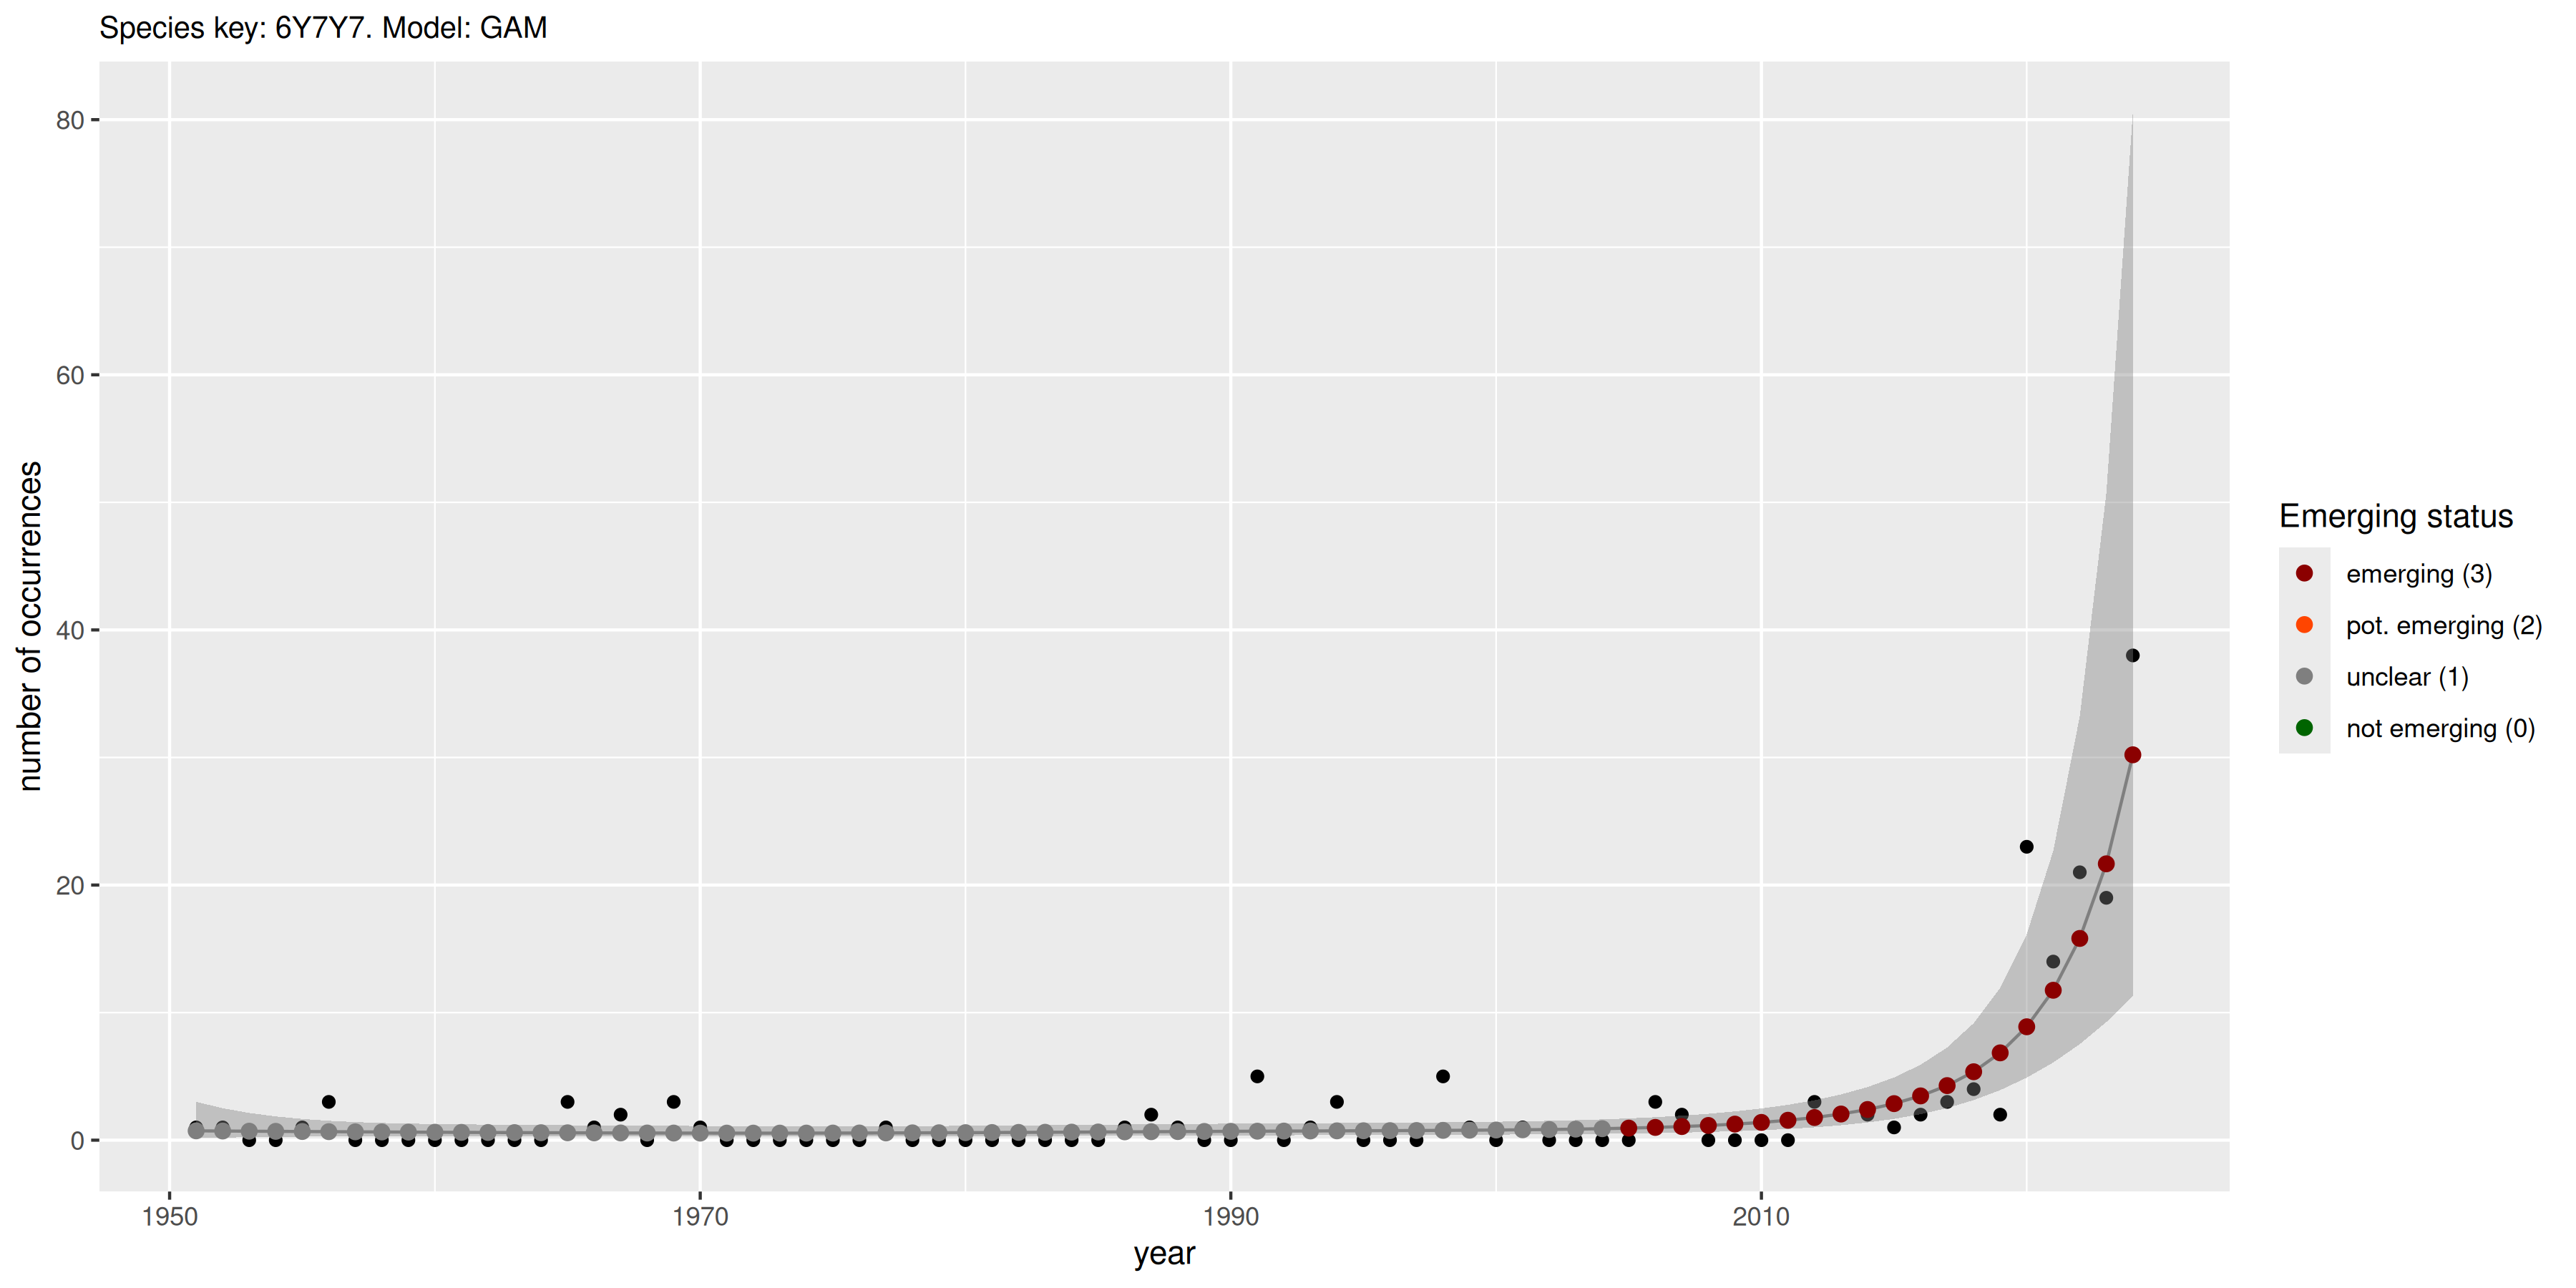 Species key: 6Y7Y7. Model: GAM
80
60
40
20
0
number of occurrences
1950
1970
1990
2010
year
Emerging status
emerging (3)
pot. emerging (2)
unclear (1)
not emerging (0)